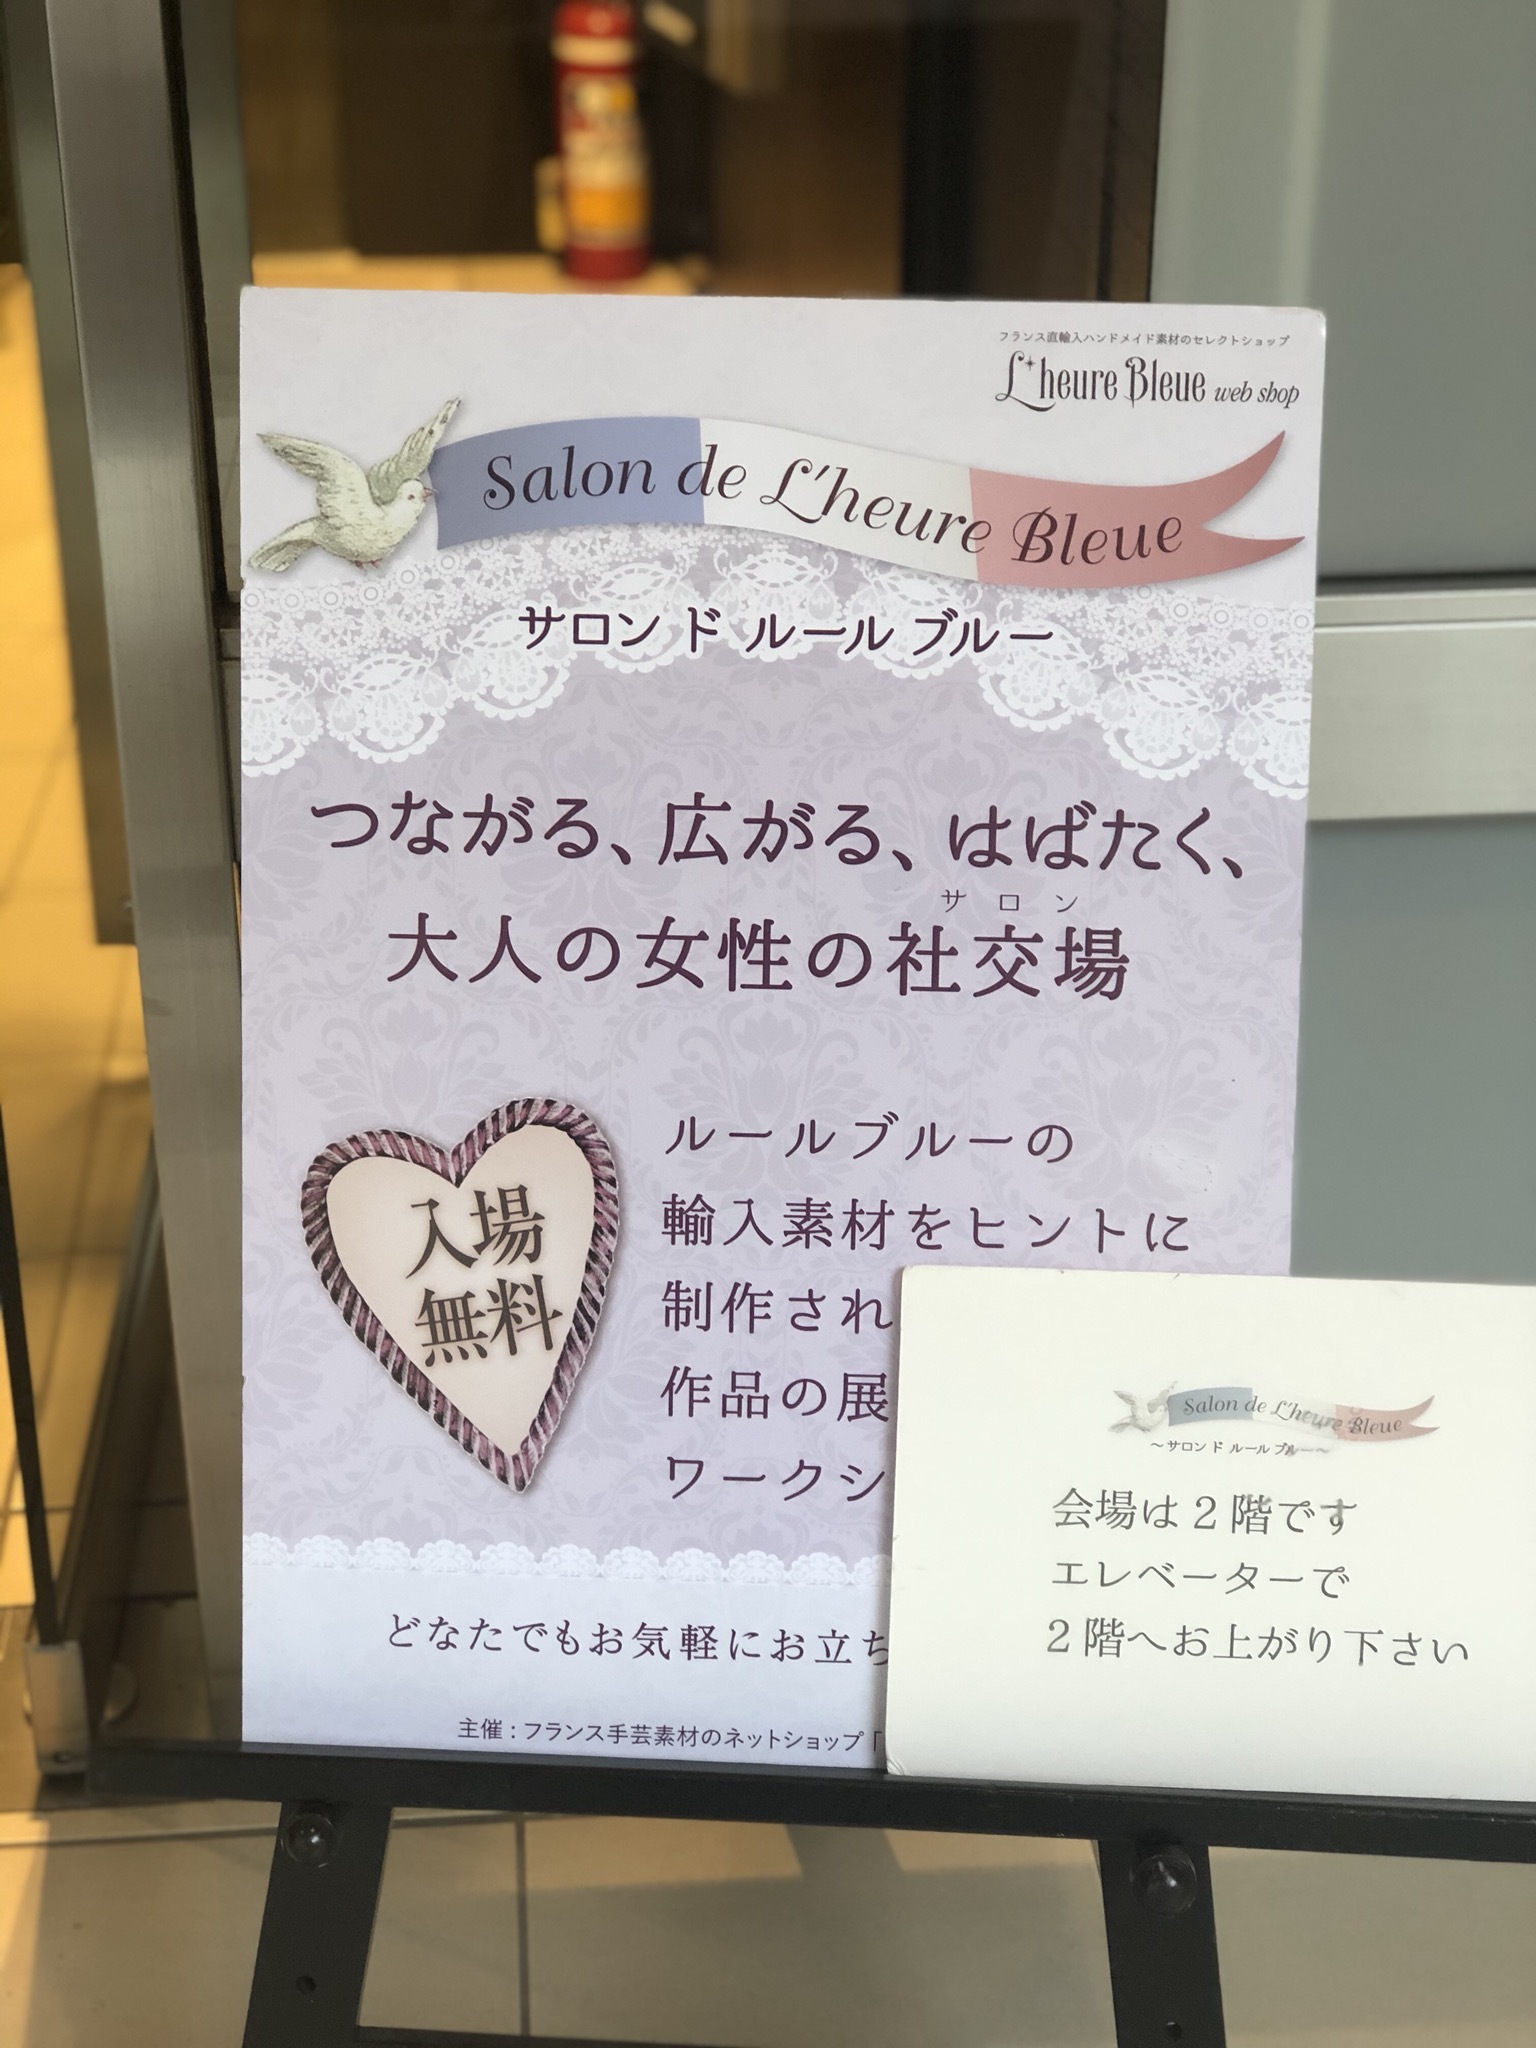 フランス直輸入ハンドメイド素材のセレクトショップ
L'heure Bleue web shop
Salon de L'heure Bleue
サロン ド ルール ブルー
つながる、広がる、はばたく、
サロン
大人の女性の社交場
入場
無料
ルールブルーの
輸入素材をヒントに
制作され
作品の展
ワークシ
どなたでもお気軽にお立ち
主催：フランス手芸素材のネットショップ「
Salon de L'heure Bleue
～サロン ド ルール ブルー～
会場は２階です
エレベーターで
２階へお上がり下さい